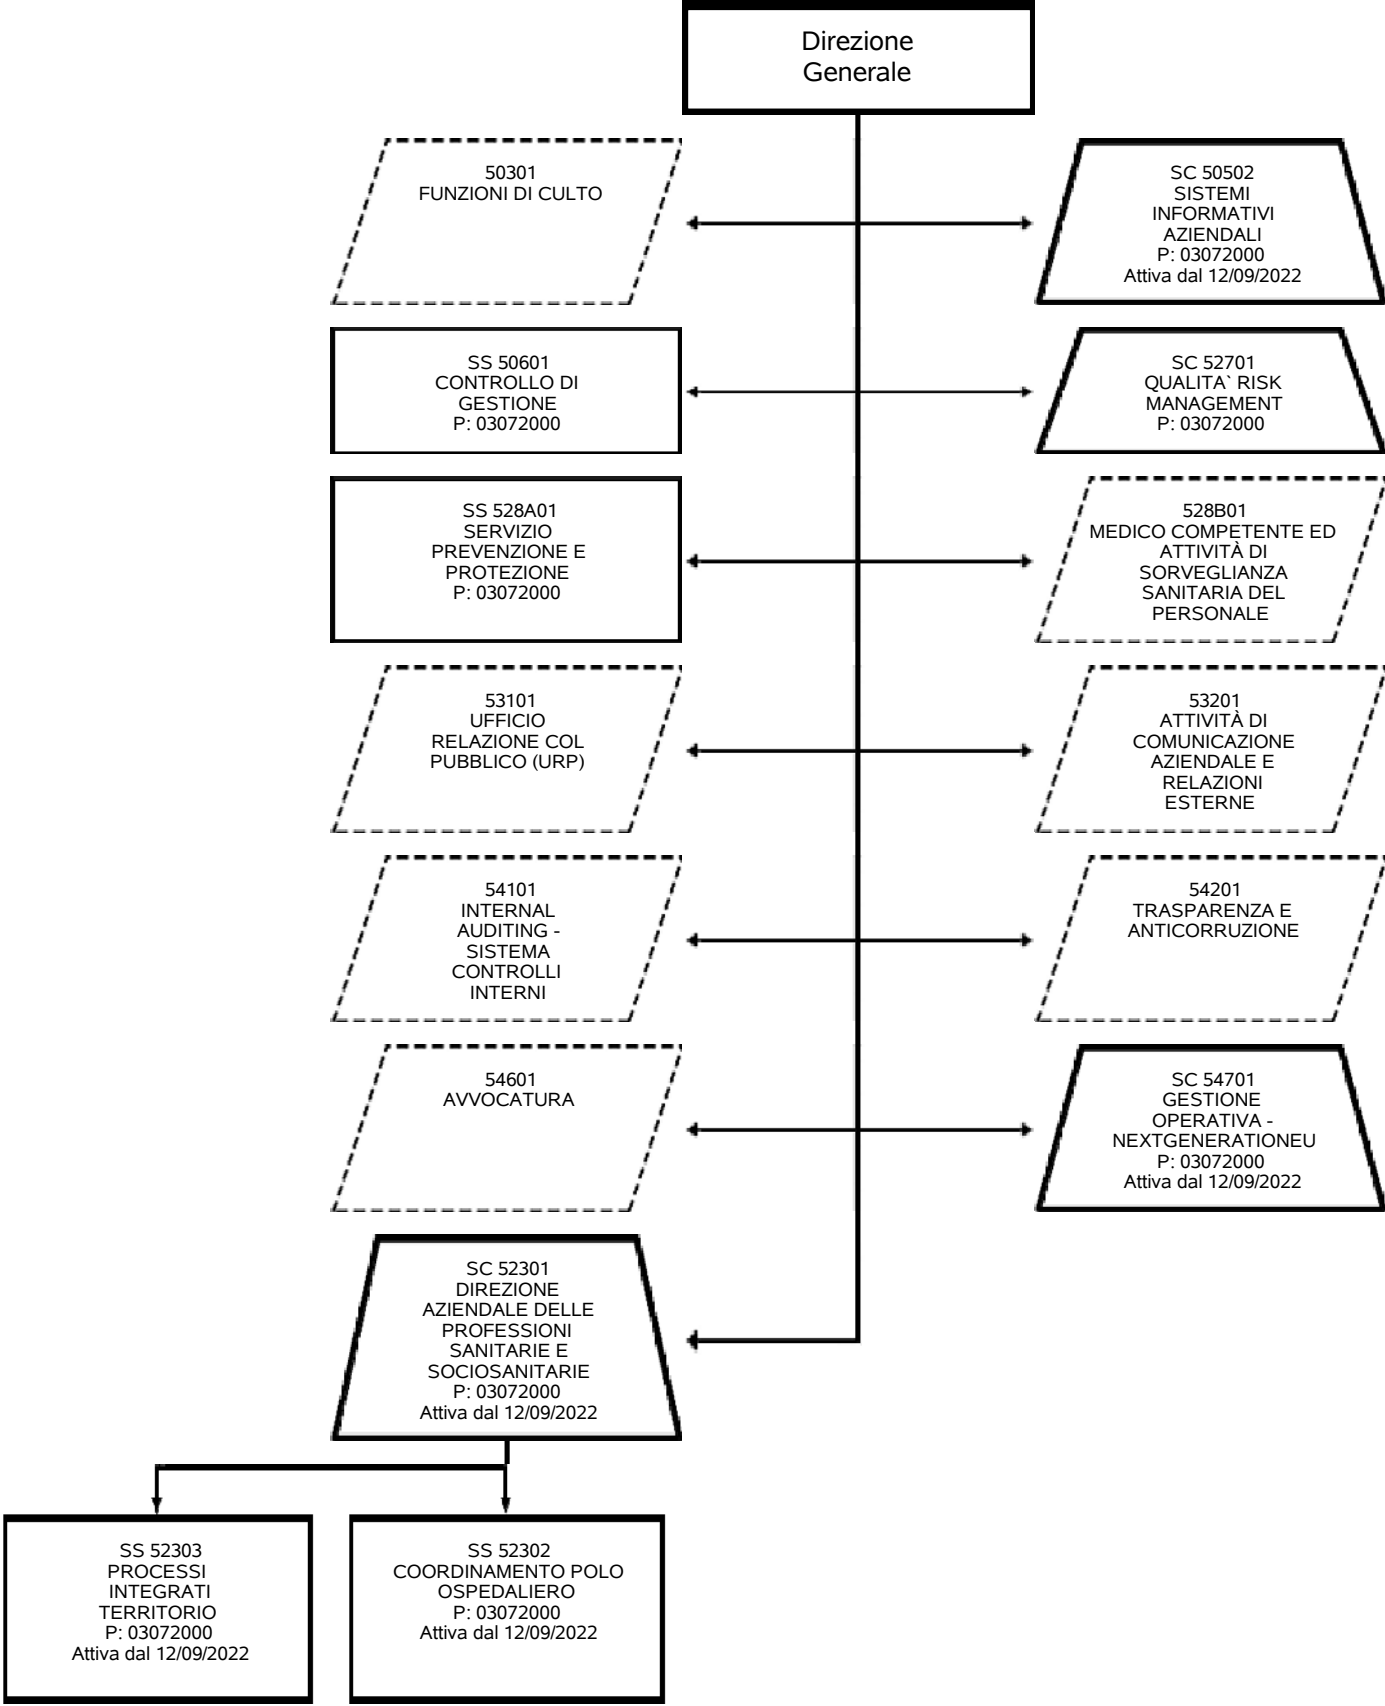 Direzione
Generale
50301
FUNZIONI DI CULTO
SC 50502
SISTEMI
INFORMATIVI
AZIENDALI
P: 03072000
Attiva dal 12/09/2022
SS 50601
CONTROLLO DI
GESTIONE
P: 03072000
SC 52701
QUALITA` RISK
MANAGEMENT
P: 03072000
SS 528A01
SERVIZIO
PREVENZIONE E
PROTEZIONE
P: 03072000
528B01
MEDICO COMPETENTE ED
ATTIVITÀ DI
SORVEGLIANZA
SANITARIA DEL
PERSONALE
53101
UFFICIO
RELAZIONE COL
PUBBLICO (URP)
53201
ATTIVITÀ DI
COMUNICAZIONE
AZIENDALE E
RELAZIONI
ESTERNE
54101
INTERNAL
AUDITING -
SISTEMA
CONTROLLI
INTERNI
54201
TRASPARENZA E
ANTICORRUZIONE
54601
AVVOCATURA
SC 54701
GESTIONE
OPERATIVA -
NEXTGENERATIONEU
P: 03072000
Attiva dal 12/09/2022
SC 52301
DIREZIONE
AZIENDALE DELLE
PROFESSIONI
SANITARIE E
SOCIOSANITARIE
P: 03072000
Attiva dal 12/09/2022
SS 52303
PROCESSI
INTEGRATI
TERRITORIO
P: 03072000
Attiva dal 12/09/2022
SS 52302
COORDINAMENTO POLO
OSPEDALIERO
P: 03072000
Attiva dal 12/09/2022